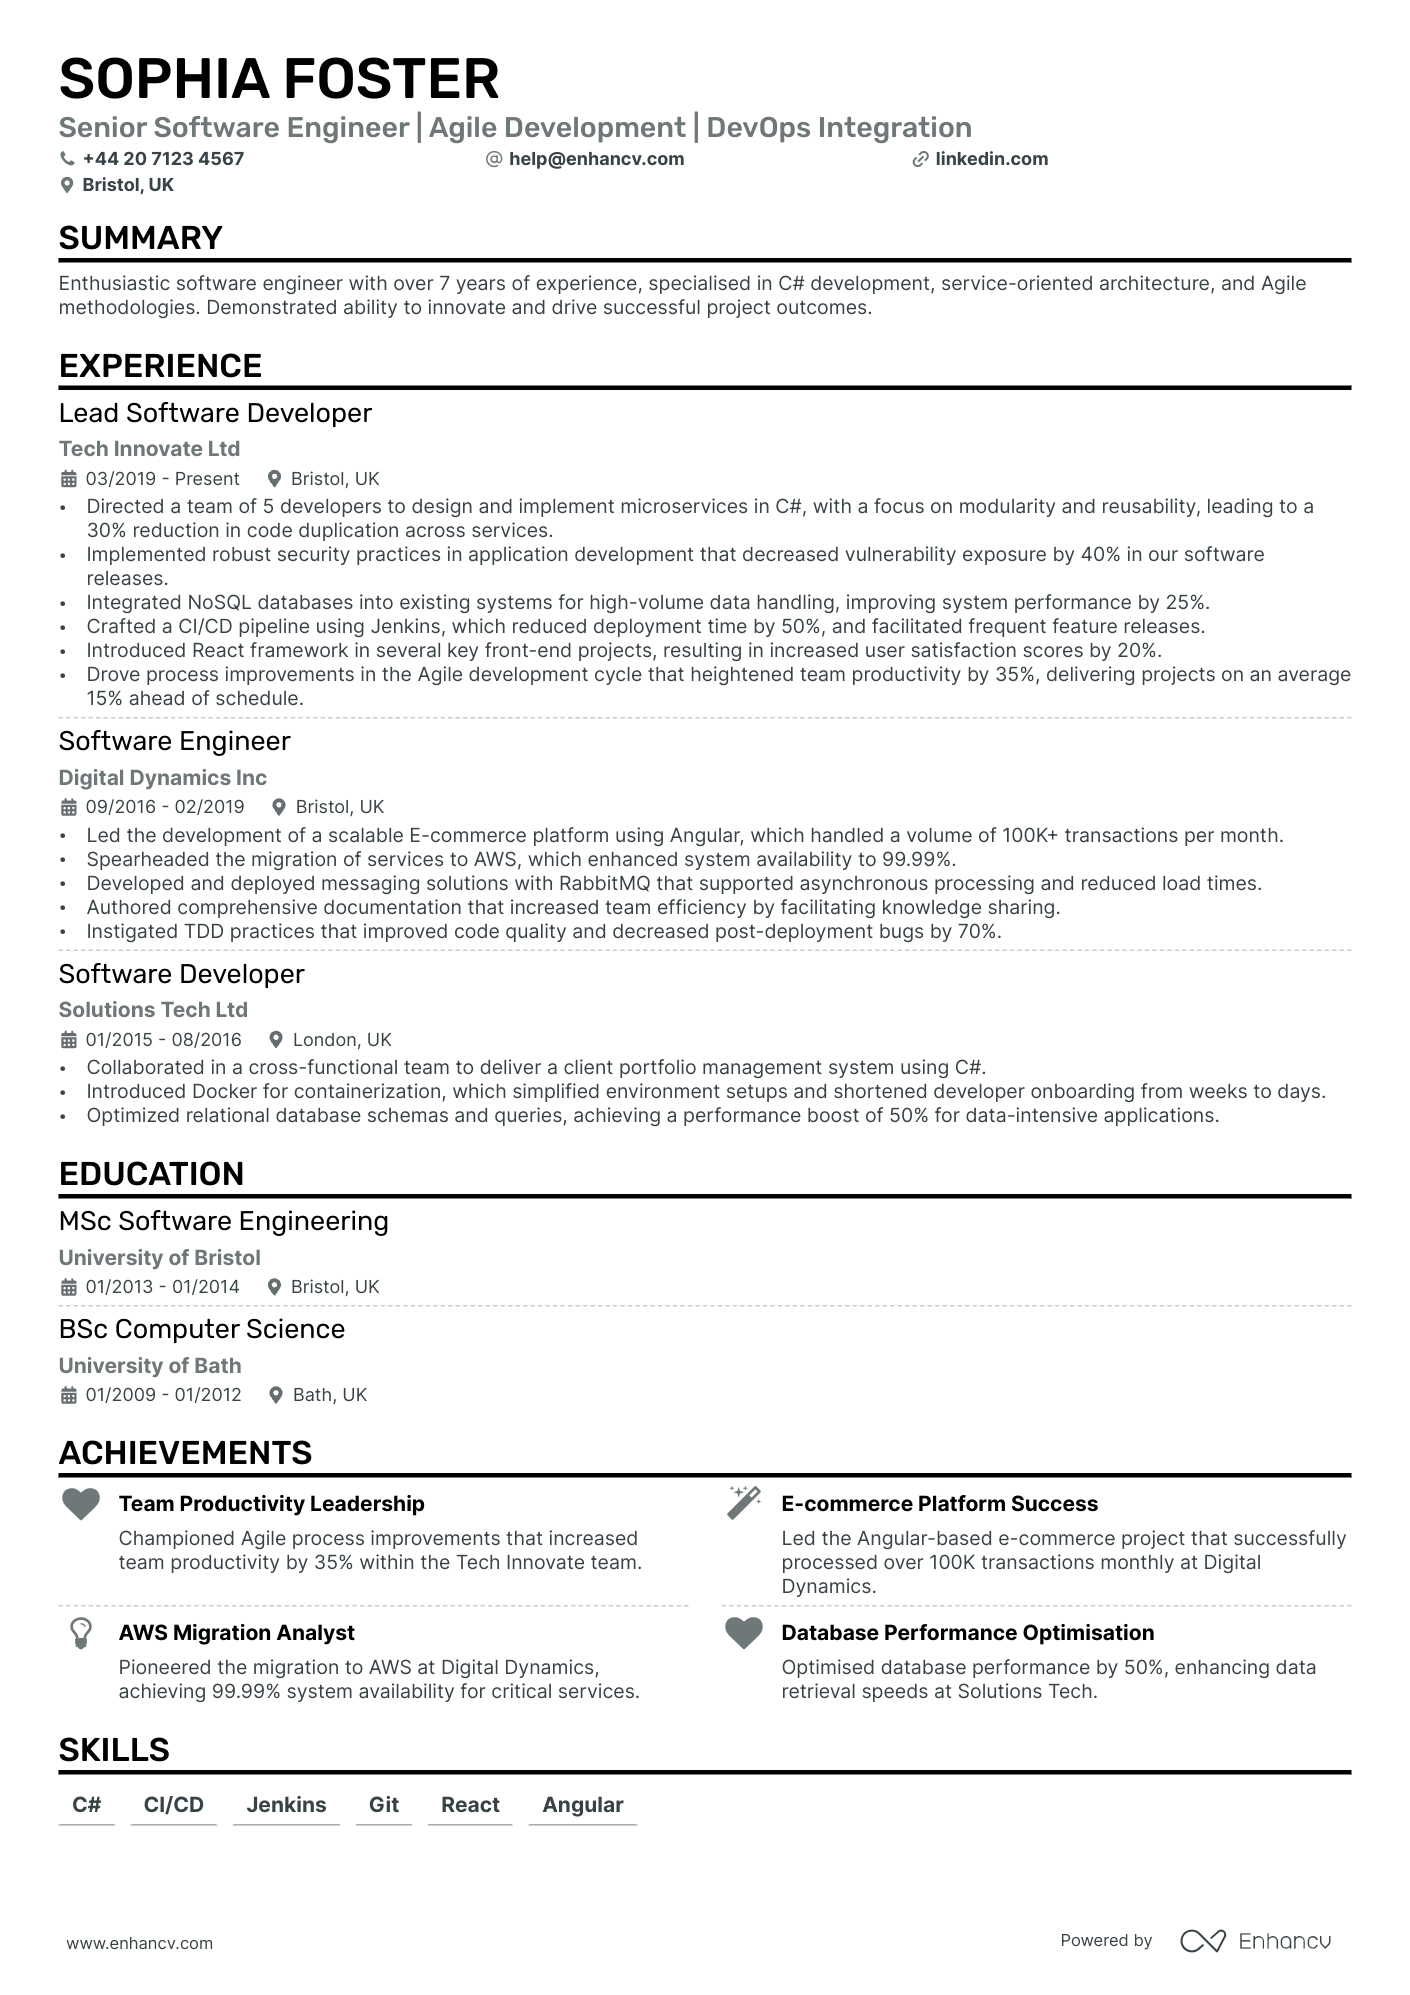 SOPHIA FOSTER
Senior Software Engineer | Agile Development | DevOps Integration
+44 20 7123 4567 help@enhancv.com linkedin.com
Bristol, UK
SUMMARY
Enthusiastic software engineer with over 7 years of experience, specialised in C# development, service-oriented architecture, and Agile
methodologies. Demonstrated ability to innovate and drive successful project outcomes.
EXPERIENCE
Lead Software Developer
Tech Innovate Ltd
03/2019 - Present Bristol, UK
• Directed a team of 5 developers to design and implement microservices in C#, with a focus on modularity and reusability, leading to a
30% reduction in code duplication across services.
• Implemented robust security practices in application development that decreased vulnerability exposure by 40% in our software
releases.
• Integrated NoSQL databases into existing systems for high-volume data handling, improving system performance by 25%.
• Crafted a CI/CD pipeline using Jenkins, which reduced deployment time by 50%, and facilitated frequent feature releases.
• Introduced React framework in several key front-end projects, resulting in increased user satisfaction scores by 20%.
• Drove process improvements in the Agile development cycle that heightened team productivity by 35%, delivering projects on an average
15% ahead of schedule.
Software Engineer
Digital Dynamics Inc
09/2016 - 02/2019 Bristol, UK
• Led the development of a scalable E-commerce platform using Angular, which handled a volume of 100K+ transactions per month.
• Spearheaded the migration of services to AWS, which enhanced system availability to 99.99%.
• Developed and deployed messaging solutions with RabbitMQ that supported asynchronous processing and reduced load times.
• Authored comprehensive documentation that increased team efficiency by facilitating knowledge sharing.
• Instigated TDD practices that improved code quality and decreased post-deployment bugs by 70%.
Software Developer
Solutions Tech Ltd
01/2015 - 08/2016 London, UK
• Collaborated in a cross-functional team to deliver a client portfolio management system using C#.
• Introduced Docker for containerization, which simplified environment setups and shortened developer onboarding from weeks to days.
• Optimized relational database schemas and queries, achieving a performance boost of 50% for data-intensive applications.
EDUCATION
MSc Software Engineering
University of Bristol
01/2013 - 01/2014 Bristol, UK
BSc Computer Science
University of Bath
01/2009 - 01/2012 Bath, UK
ACHIEVEMENTS
Team Productivity Leadership
Championed Agile process improvements that increased
team productivity by 35% within the Tech Innovate team.
E-commerce Platform Success
Led the Angular-based e-commerce project that successfully
processed over 100K transactions monthly at Digital
Dynamics.
AWS Migration Analyst
Pioneered the migration to AWS at Digital Dynamics,
achieving 99.99% system availability for critical services.
Database Performance Optimisation
Optimised database performance by 50%, enhancing data
retrieval speeds at Solutions Tech.
SKILLS
C# CI/CD Jenkins Git React Angular
www.enhancv.com Powered by Enhancv